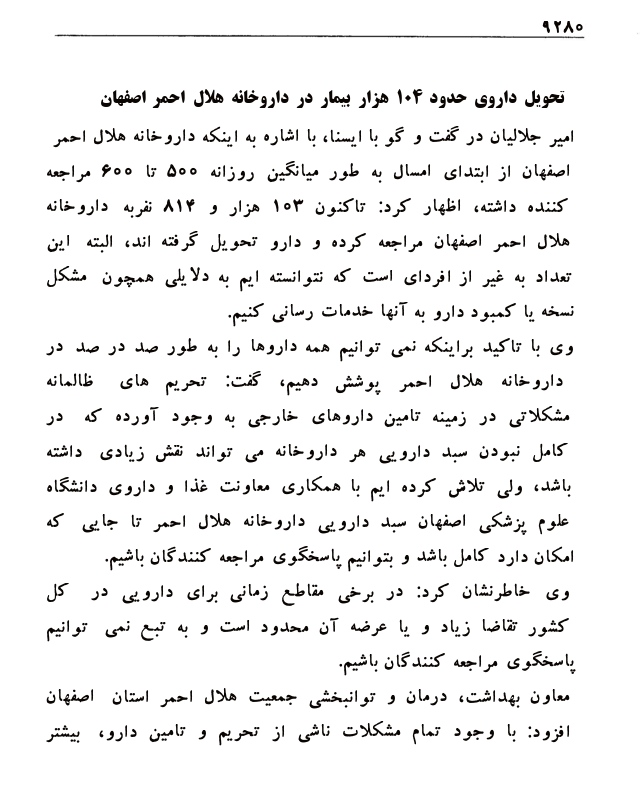 ۹۲۸۰
تحویل داروی حدود ۱۰۴ هزار بیمار در داروخانه هلال احمر اصفهان
امیر جلالیان در گفت و گو با ایسنا، با اشاره به اینکه داروخانه هلال احمر
اصفهان از ابتدای امسال به طور میانگین روزانه ۵۰۰ تا ۶۰۰ مراجعه
کننده داشته، اظهار کرد: تاکنون ۱۰۳ هزار و ۸۱۴ نفربه داروخانه
هلال احمر اصفهان مراجعه کرده و دارو تحویل گرفته اند، البته این
تعداد به غیر از افردای است که نتوانسته ایم به دلایلی همچون مشکل
نسخه یا کمبود دارو به آنها خدمات رسانی کنیم.
وی با تاکید براینکه نمی توانیم همه داروها را به طور صد در صد در
داروخانه هلال احمر پوشش دهیم، گفت: تحریم های ظالمانه
مشکلاتی در زمینه تامین داروهای خارجی به وجود آورده که در
کامل نبودن سبد دارویی هر داروخانه می تواند نقش زیادی داشته
باشد، ولی تلاش کرده ایم با همکاری معاونت غذا و داروی دانشگاه
علوم پزشکی اصفهان سبد دارویی داروخانه هلال احمر تا جایی که
امکان دارد کامل باشد و بتوانیم پاسخگوی مراجعه کنندگان باشیم.
وی خاطرنشان کرد: در برخی مقاطع زمانی برای دارویی در کل
کشور تقاضا زیاد و یا عرضه آن محدود است و به تبع نمی توانیم
پاسخگوی مراجعه کنندگان باشیم.
معاون بهداشت، درمان و توانبخشی جمعیت هلال احمر استان اصفهان
افزود: با وجود تمام مشکلات ناشی از تحریم و تامین دارو، بیشتر